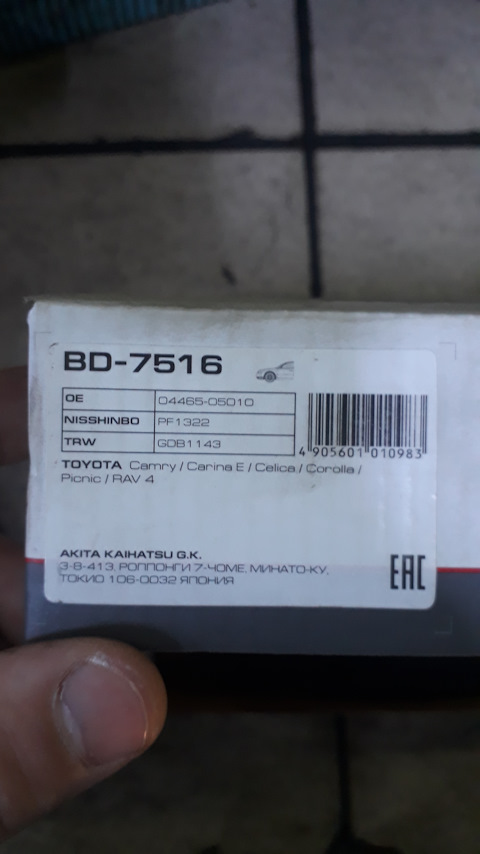 BD-7516
OE 04465-05010
NISSHINBO PF1322
TRW GDB1143
4 905601 010983
TOYOTA Camry / Carina E / Celica / Corolla /
Picnic / RAV 4
AKITA KAIHATSU G.K.
3-8-413, РОППОНГИ 7-ЧОМЕ, МИНАТО-КУ,
ТОКИО 106-0032 ЯПОНИЯ
EAC